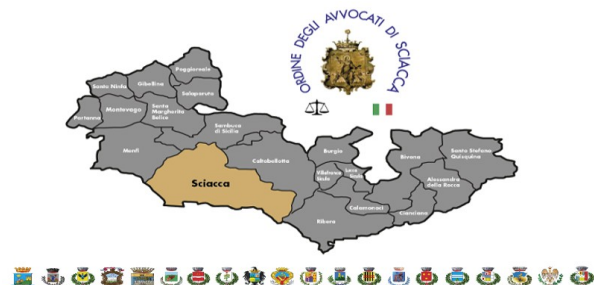 ORDINE DEGLI AVVOCATI DI SCIACCA
Poggioreale
Santa Ninfa
Gibellina
Salaparuta
Partanna
Montevago
Santa
Margherita
Belice
Sambuca
di Sicilia
Menfi
Sciacca
Caltabellotta
Burgio
Villafranca
Sicula
Lucca
Sicula
Calamonaci
Ribera
Bivona
Santo Stefano
Quisquina
Alessandria
della Rocca
Cianciana